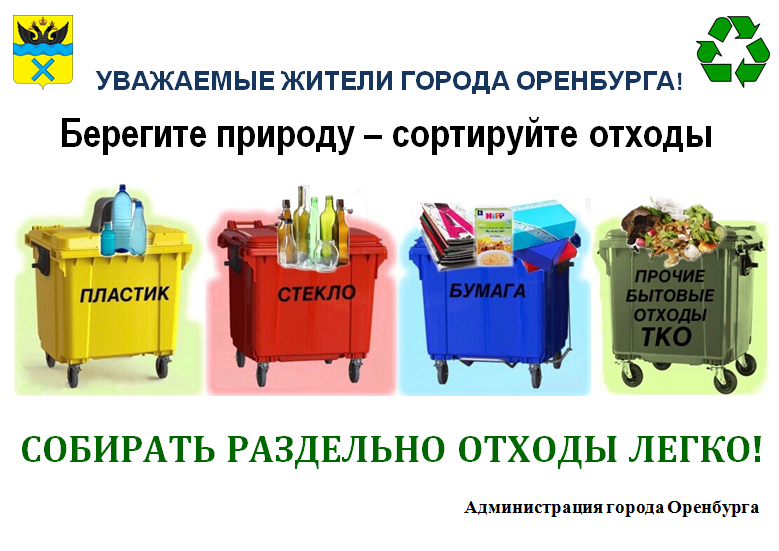 УВАЖАЕМЫЕ ЖИТЕЛИ ГОРОДА ОРЕНБУРГА!
Берегите природу – сортируйте отходы
HiPP
ПЛАСТИК
СТЕКЛО
БУМАГА
ПРОЧИЕ
БЫТОВЫЕ
ОТХОДЫ
ТКО
СОБИРАТЬ РАЗДЕЛЬНО ОТХОДЫ ЛЕГКО!
Администрация города Оренбурга